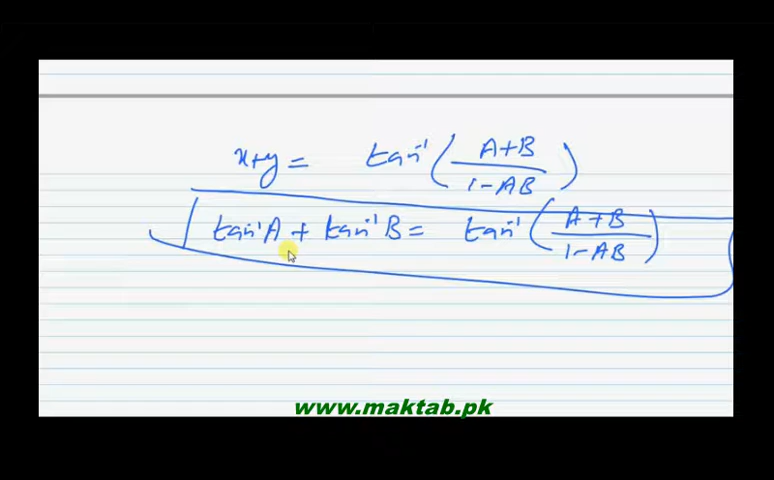 x+y = tan⁻¹(A+B/1-AB)
tan⁻¹A + tan⁻¹B = tan⁻¹(A+B/1-AB)
www.maktab.pk